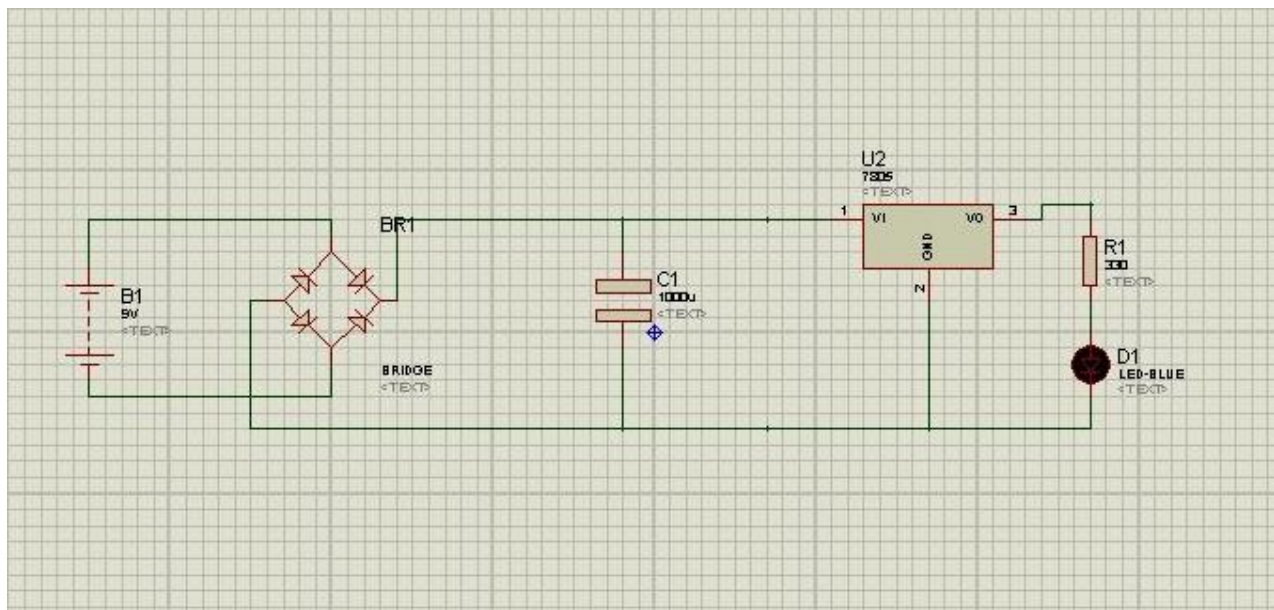 B1
9V
<TEXT>
BR1
BRIDGE
<TEXT>
C1
1000u
<TEXT>
U2
7805
<TEXT>
1
VI
VO
3
GND
2
R1
330
<TEXT>
D1
LED-BLUE
<TEXT>